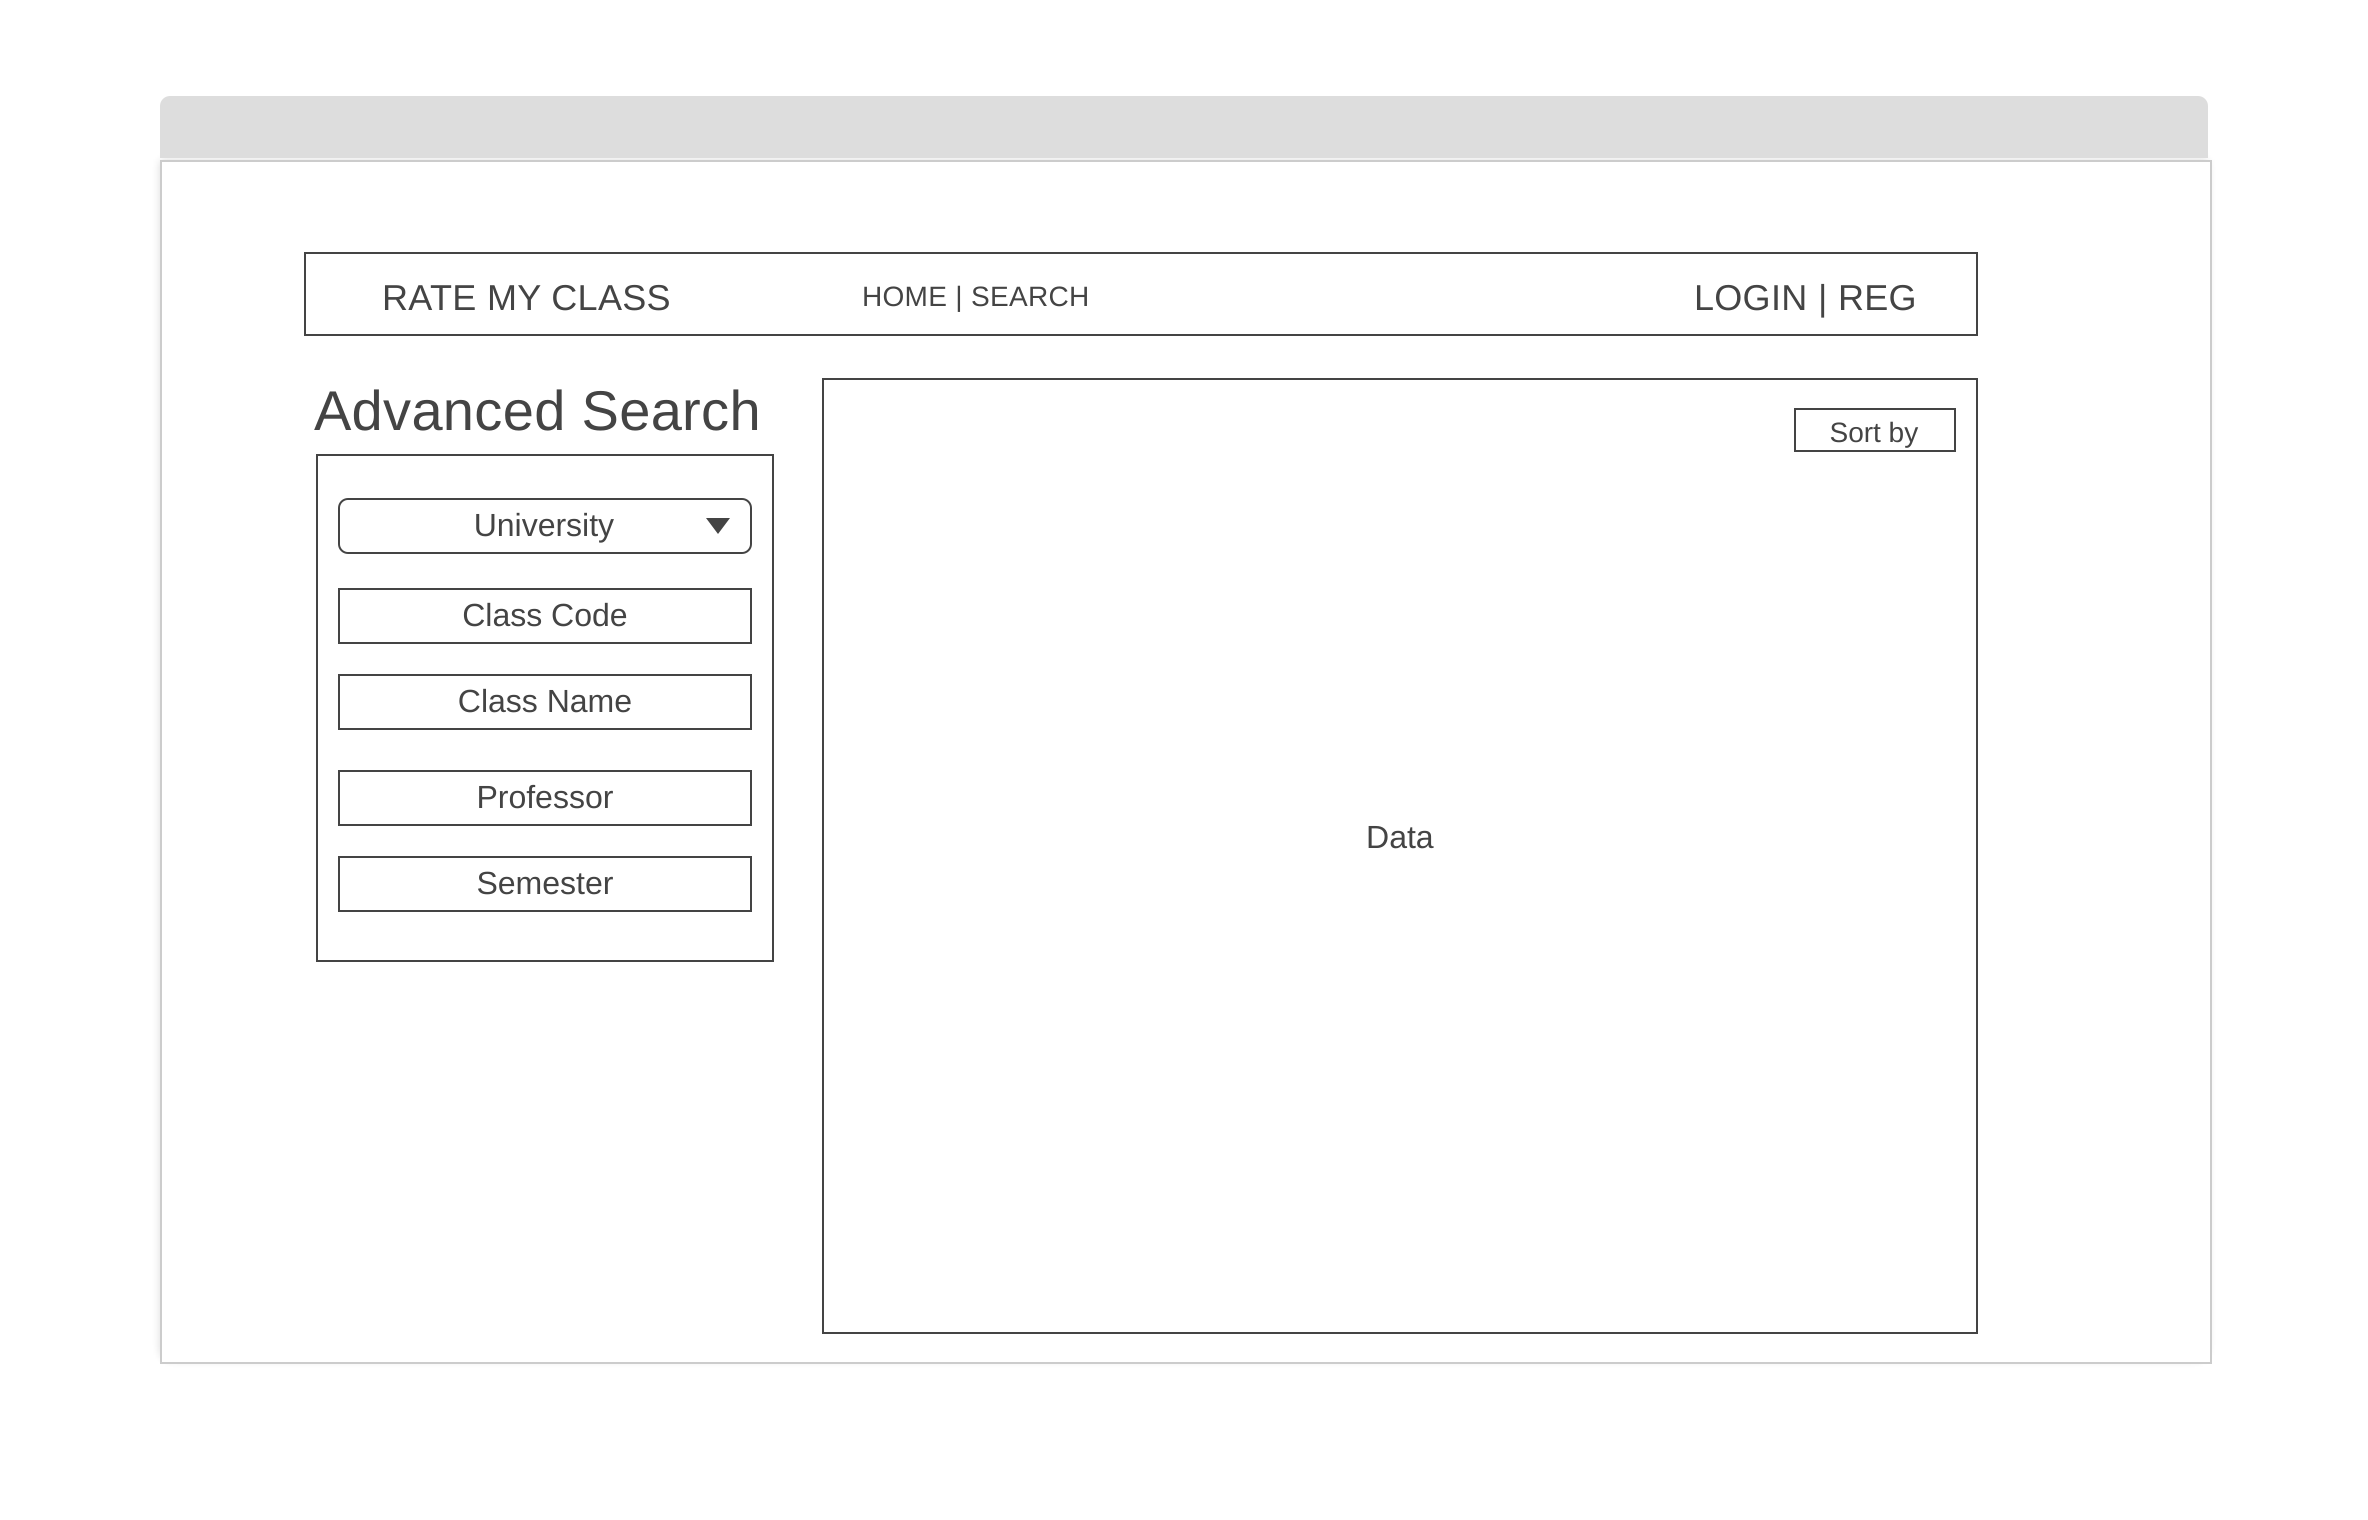 RATE MY CLASS
HOME | SEARCH
LOGIN | REG
Advanced Search
Sort by
University
Class Code
Class Name
Professor
Semester
Data